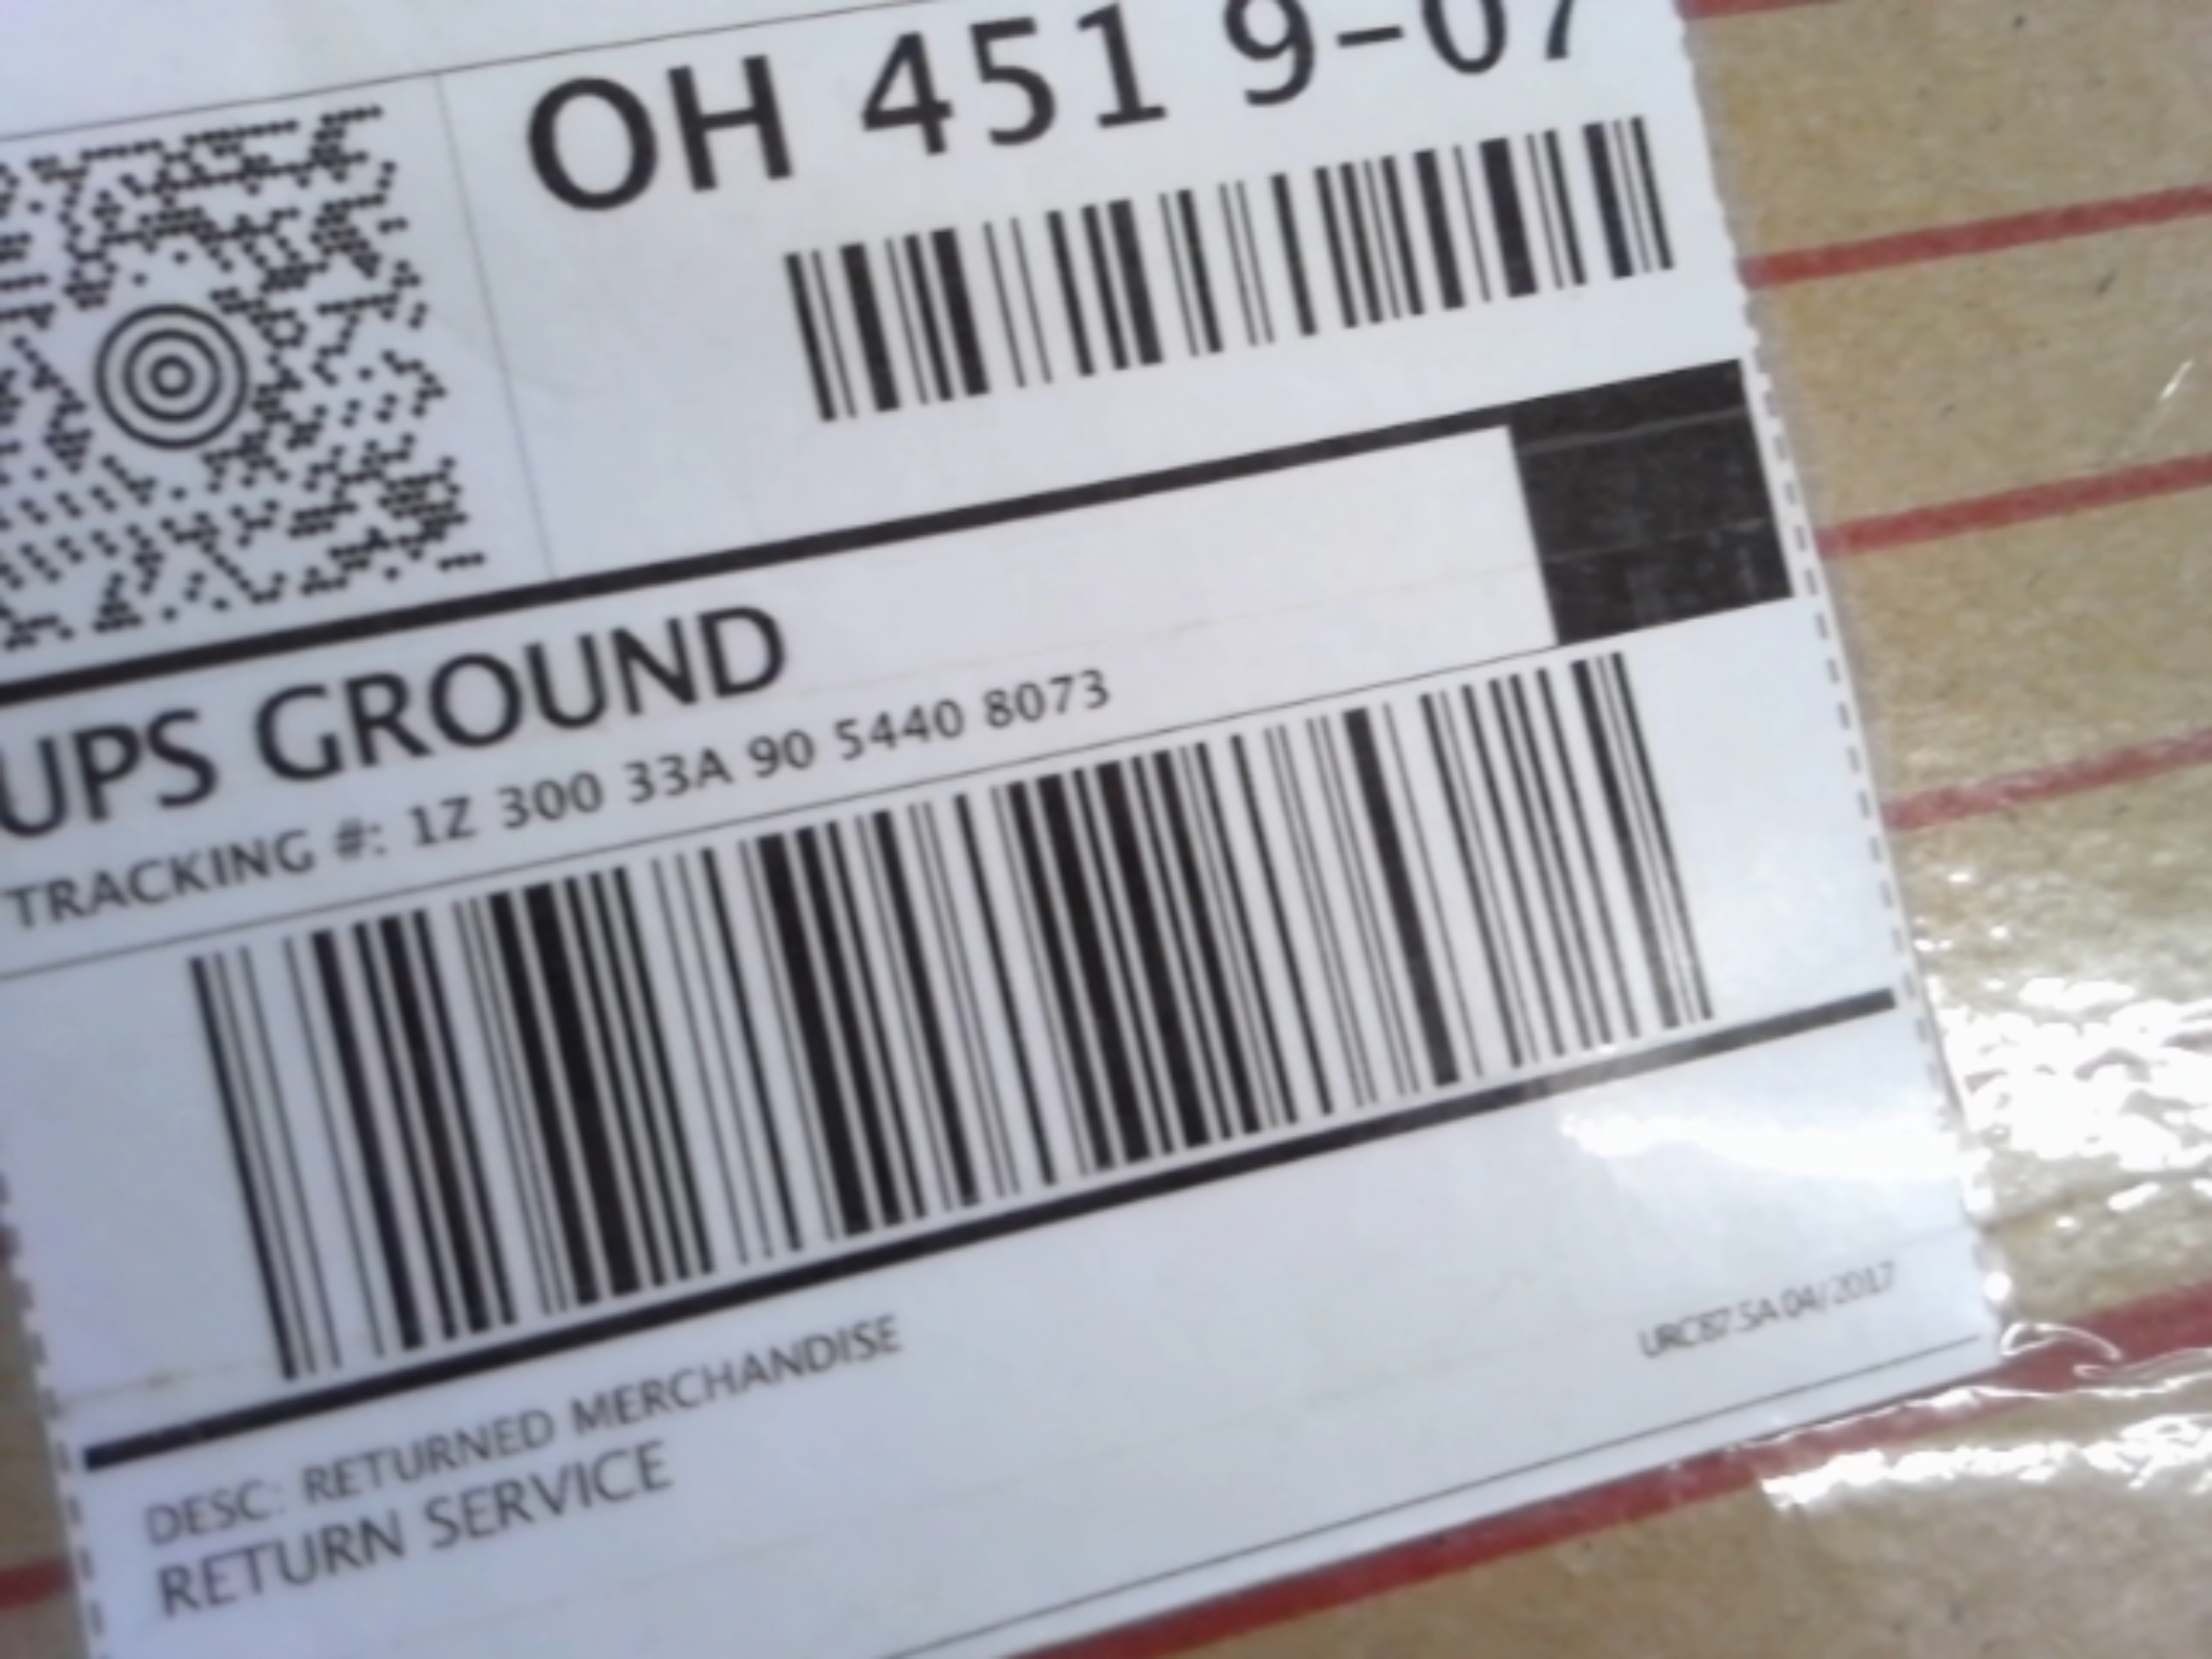 OH 451 9-07
UPS GROUND
TRACKING #: 1Z 300 33A 90 5440 8073
DESC: RETURNED MERCHANDISE
RETURN SERVICE
URC87.5A 04/2017